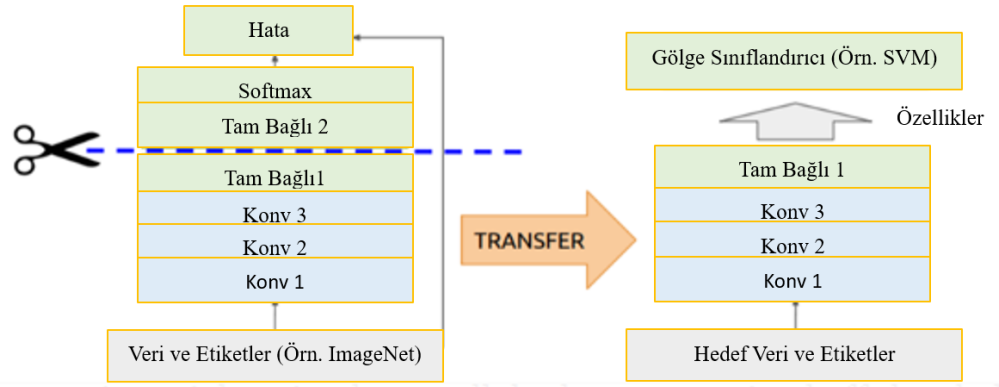 Hata
Softmax
Tam Bağlı 2
Tam Bağlı1
Konv 3
Konv 2
Konv 1
Veri ve Etiketler (Örn. ImageNet)
TRANSFER
Gölge Sınıflandırıcı (Örn. SVM)
Özellikler
Tam Bağlı 1
Konv 3
Konv 2
Konv 1
Hedef Veri ve Etiketler